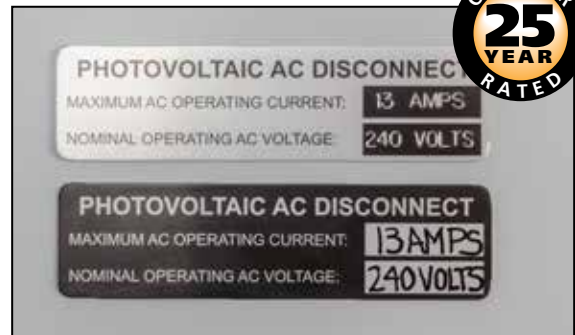 25
YEAR
RATED
PHOTOVOLTAIC AC DISCONNECT
MAXIMUM AC OPERATING CURRENT: 13 AMPS
NOMINAL OPERATING AC VOLTAGE: 240 VOLTS
PHOTOVOLTAIC AC DISCONNECT
MAXIMUM AC OPERATING CURRENT: 13AMPS
NOMINAL OPERATING AC VOLTAGE: 240VOLTS